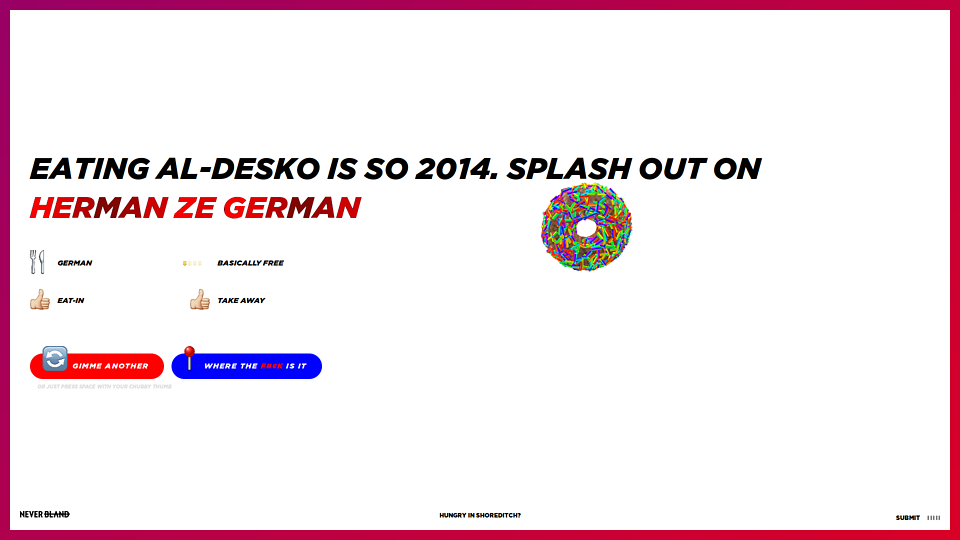 EATING AL-DESKO IS SO 2014. SPLASH OUT ON
HERMAN ZE GERMAN
GERMAN
BASICALLY FREE
EAT-IN
TAKE AWAY
GIMME ANOTHER
WHERE THE F#€K IS IT
OR JUST PRESS SPACE WITH YOUR CHUBBY THUMB
NEVER BLAND
HUNGRY IN SHOREDITCH?
SUBMIT